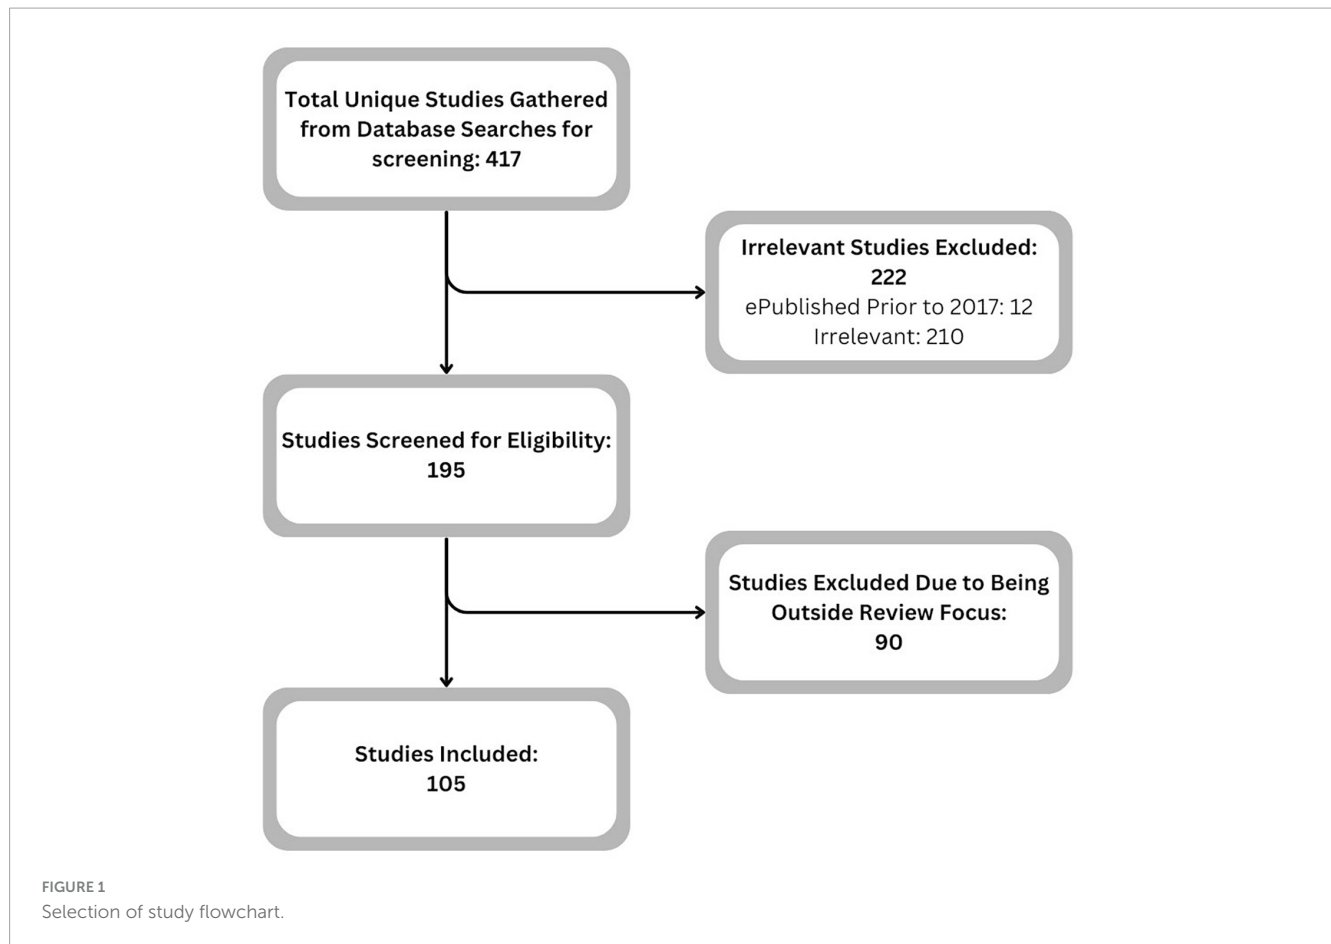 Total Unique Studies Gathered
from Database Searches for
screening: 417
Irrelevant Studies Excluded:
222
ePublished Prior to 2017: 12
Irrelevant: 210
Studies Screened for Eligibility:
195
Studies Excluded Due to Being
Outside Review Focus:
90
Studies Included:
105
FIGURE 1
Selection of study flowchart.